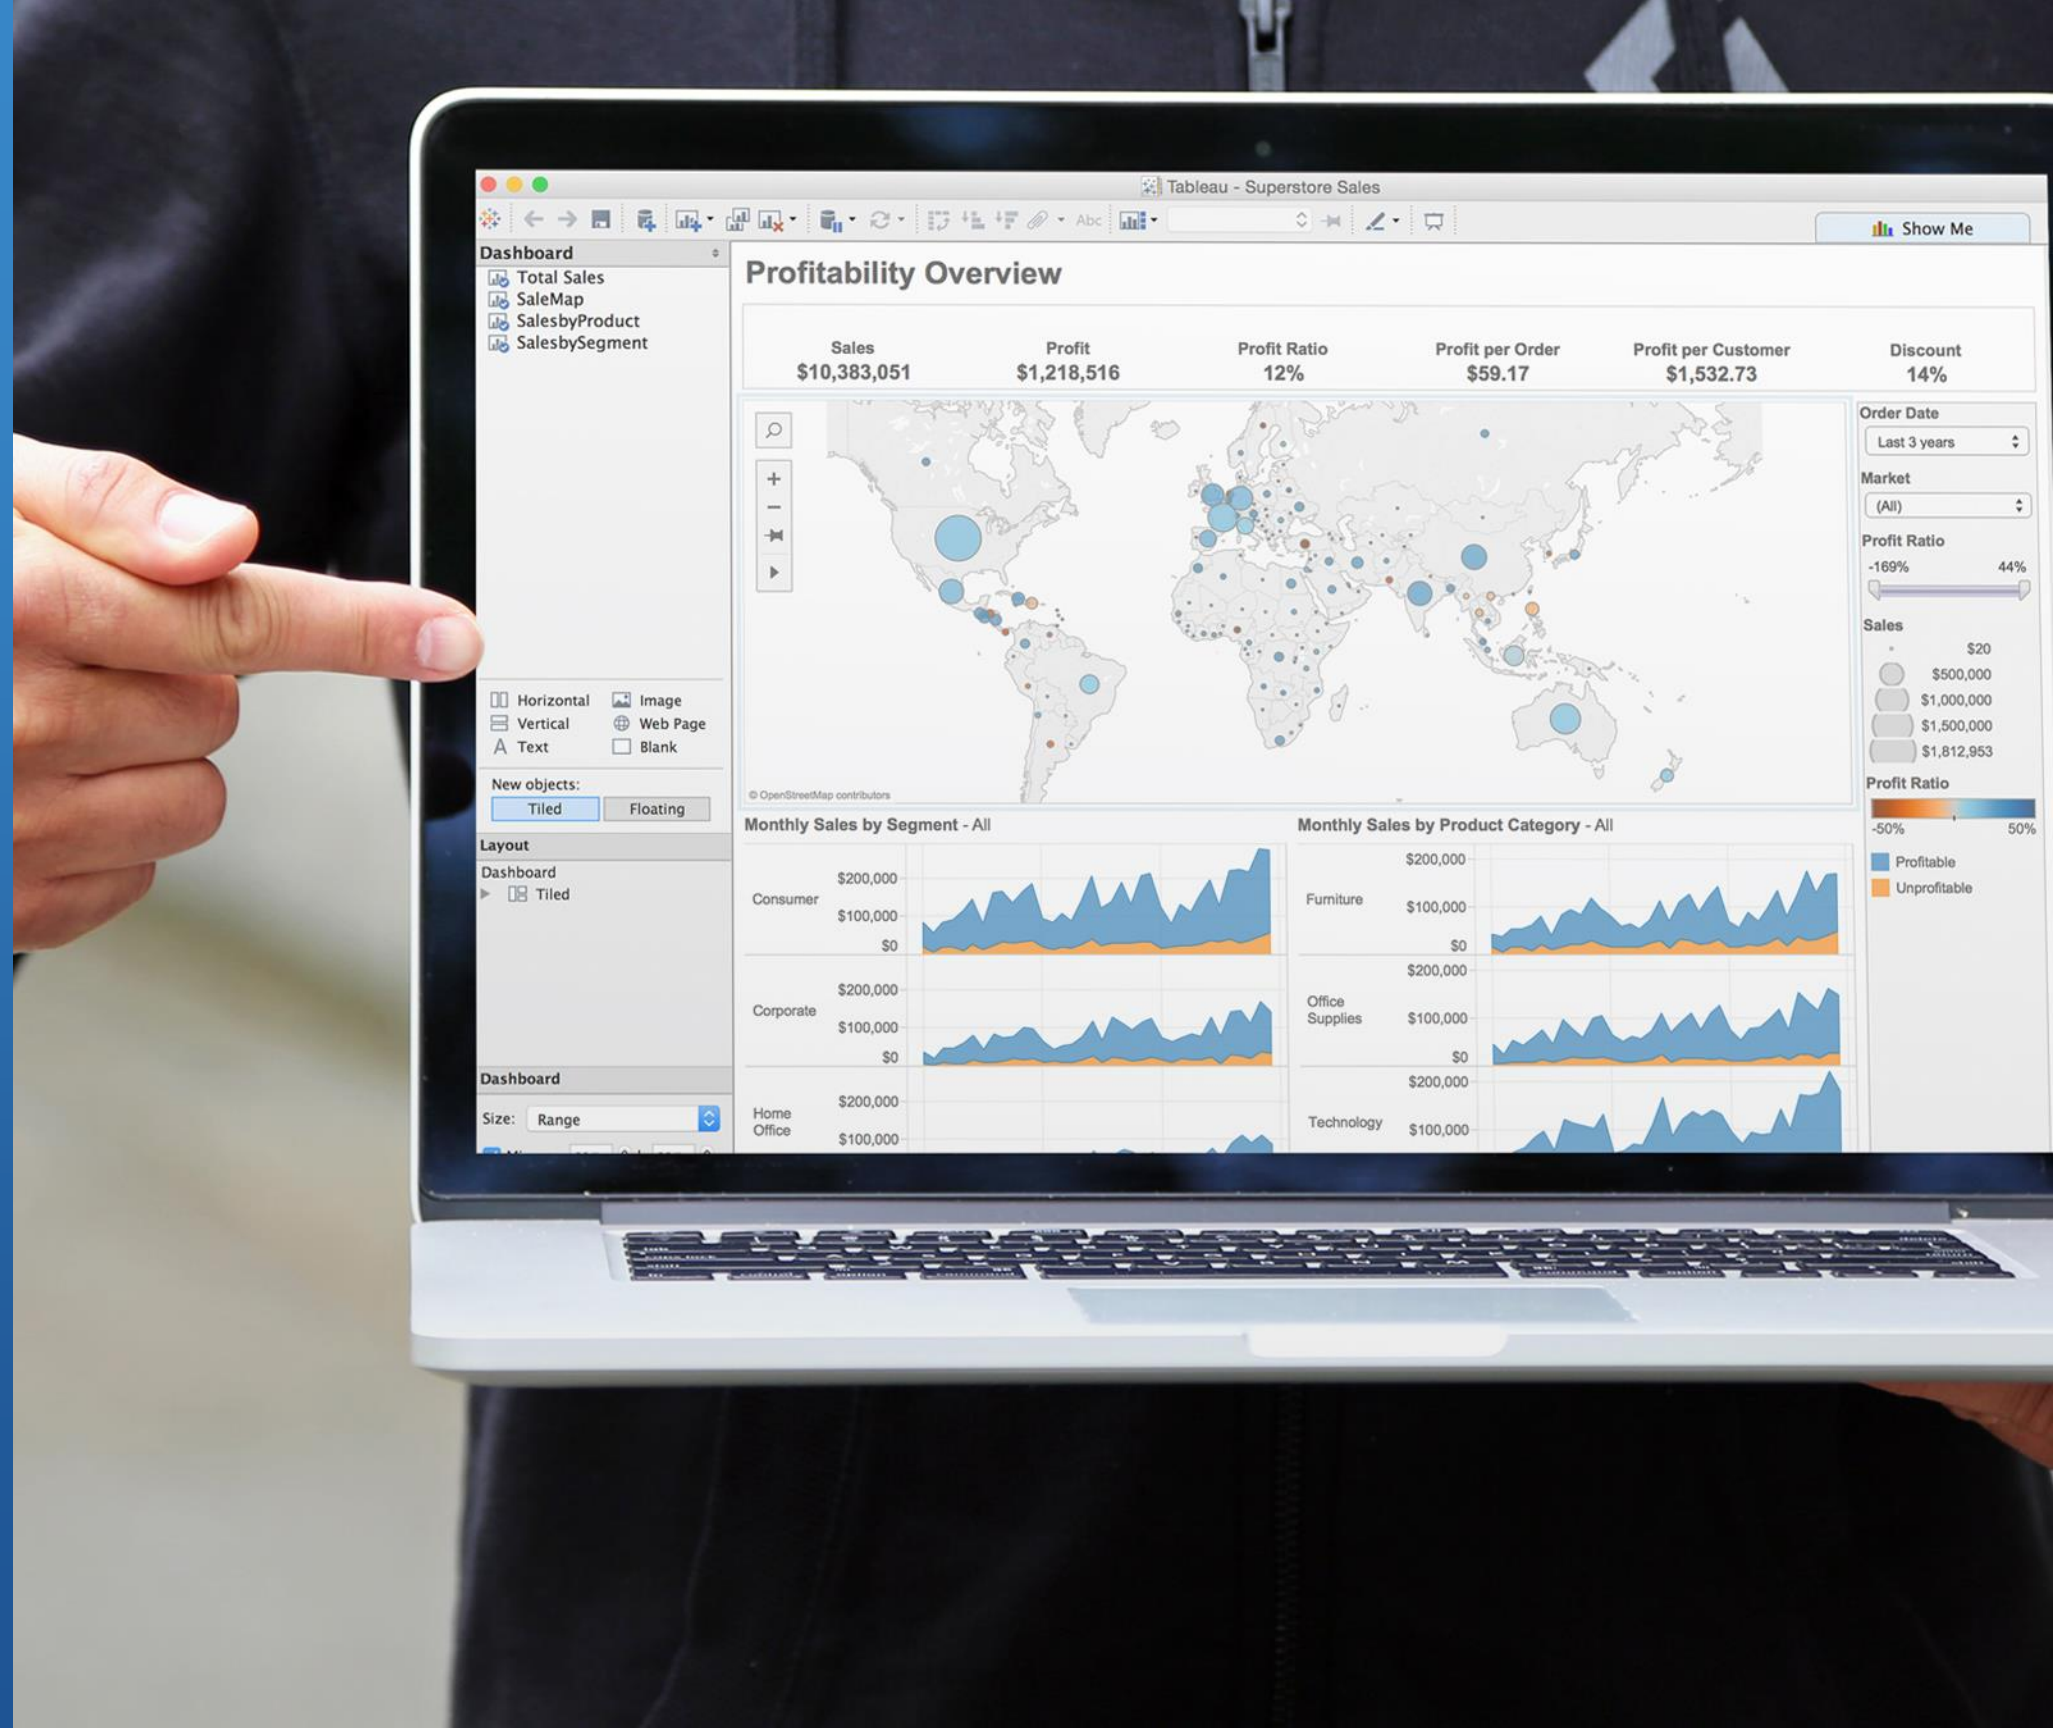 Tableau - Superstore Sales
Abc
Show Me
Dashboard
Total Sales
SaleMap
SalesbyProduct
SalesbySegment
Horizontal
Image
Vertical
Web Page
Text
Blank
New objects:
Tiled
Floating
Layout
Dashboard
Tiled
Dashboard
Size:
Range
Profitability Overview
Sales
$10,383,051
Profit
$1,218,516
Profit Ratio
12%
Profit per Order
$59.17
Profit per Customer
$1,532.73
Discount
14%
© OpenStreetMap contributors
Order Date
Last 3 years
Market
(All)
Profit Ratio
-169%
44%
Sales
$20
$500,000
$1,000,000
$1,500,000
$1,812,953
Profit Ratio
-50%
50%
Profitable
Unprofitable
Monthly Sales by Segment - All
Consumer
$200,000
$100,000
$0
Corporate
$200,000
$100,000
$0
Home
Office
$200,000
$100,000
Monthly Sales by Product Category - All
Furniture
$200,000
$100,000
$0
Office
Supplies
$200,000
$100,000
$0
Technology
$200,000
$100,000